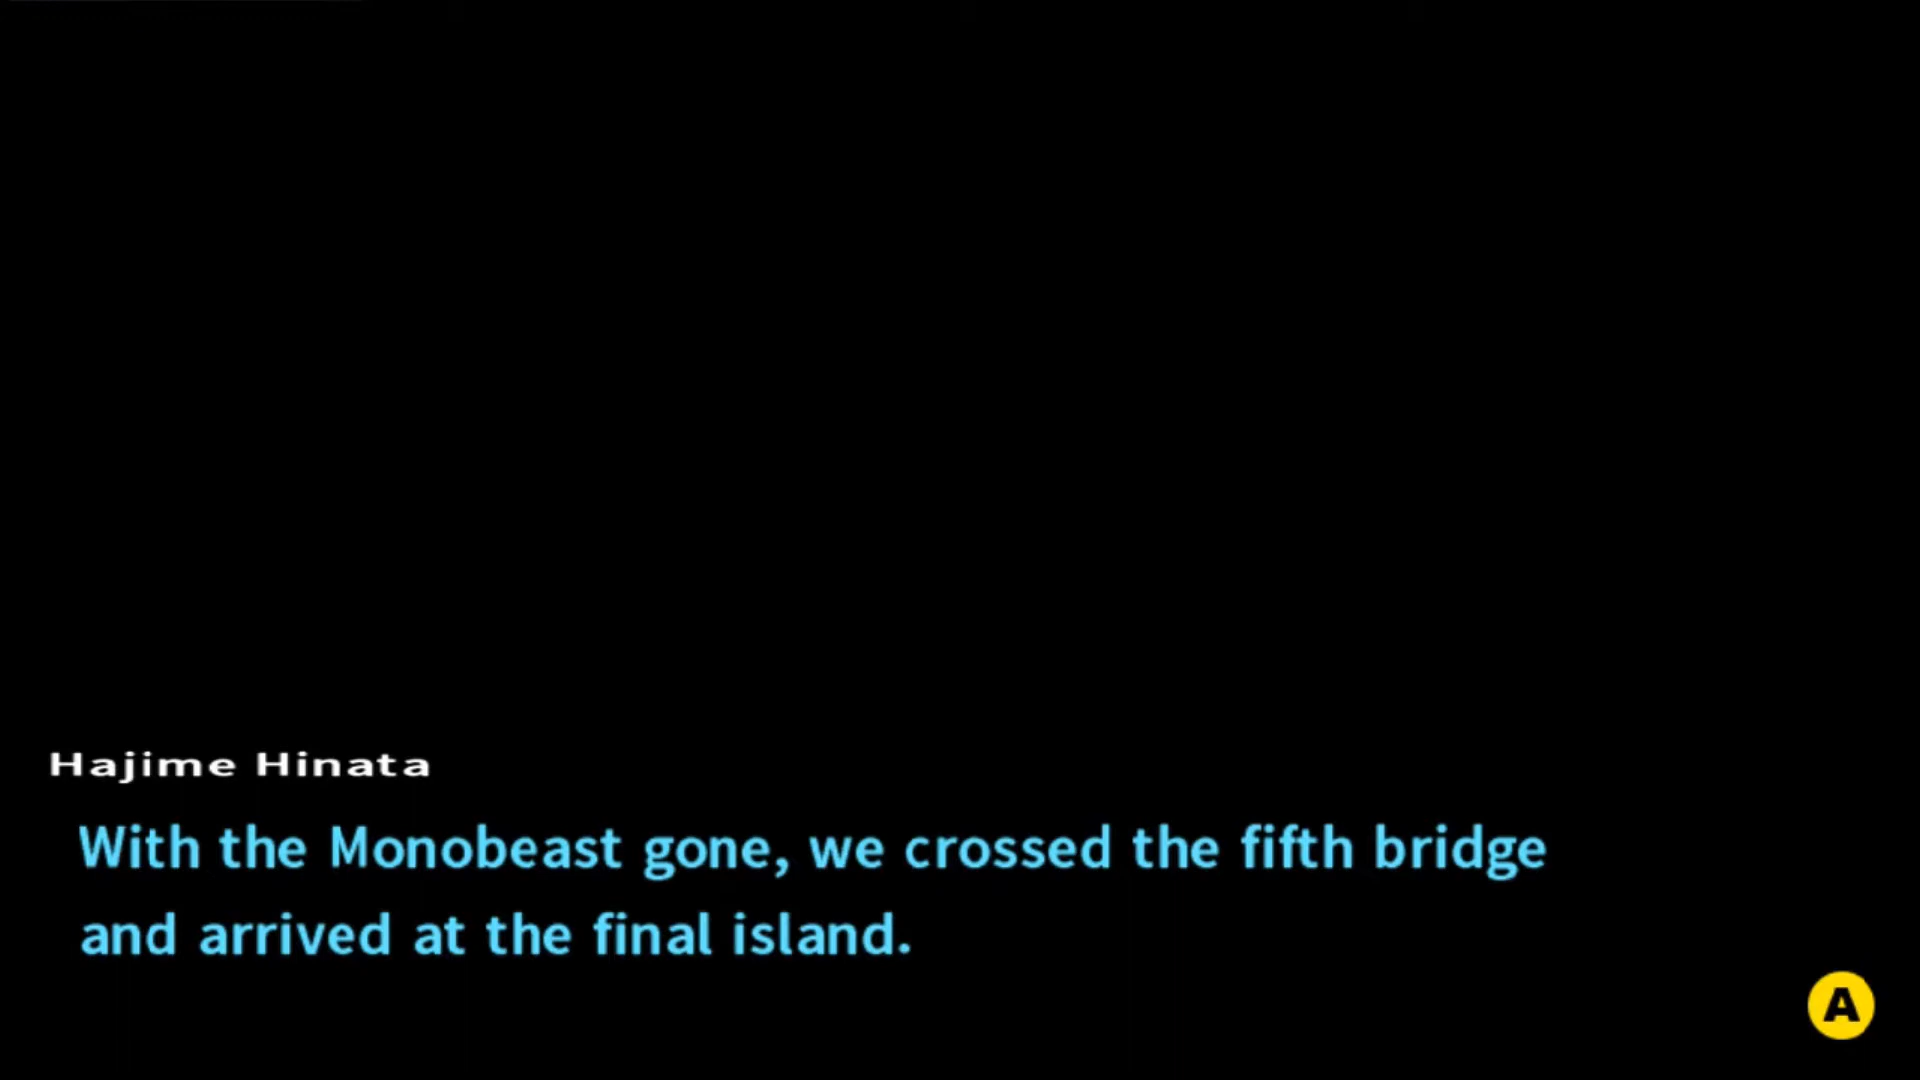 Hajime Hinata
With the Monobeast gone, we crossed the fifth bridge
and arrived at the final island.
A